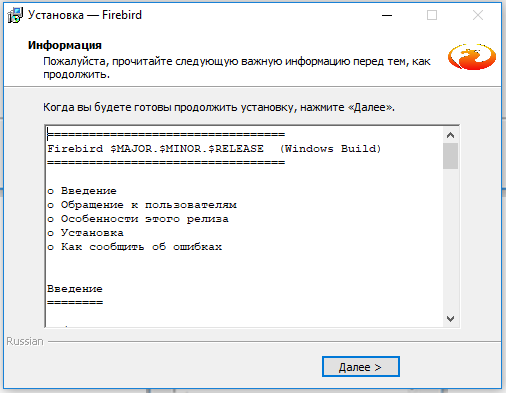 Установка — Firebird
Информация
Пожалуйста, прочитайте следующую важную информацию перед тем, как
продолжить.
Когда вы будете готовы продолжить установку, нажмите «Далее».
==================================
Firebird $MAJOR.$MINOR.$RELEASE  (Windows Build)
==================================
o Введение
o Обращение к пользователям
o Особенности этого релиза
o Установка
o Как сообщить об ошибках
Введение
========
Russian
Далее >